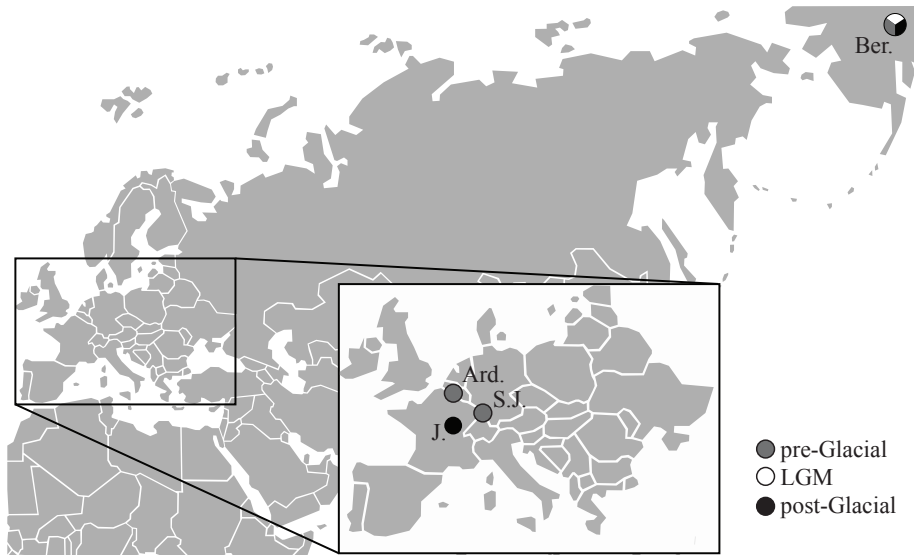 Ber.
Ard.
S.J.
J.
pre-Glacial
LGM
post-Glacial